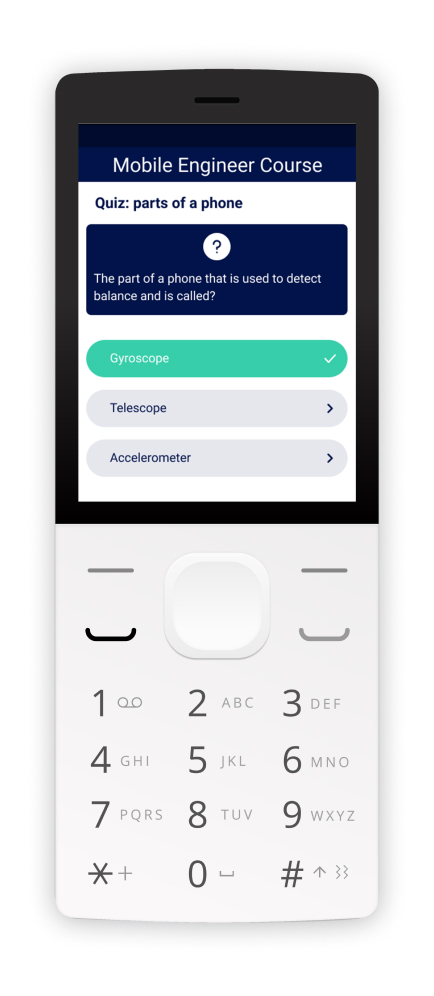 Mobile Engineer Course
Quiz: parts of a phone
?
The part of a phone that is used to detect
balance and is called?
Gyroscope
Telescope
Accelerometer
1
2 ABC
3 DEF
4 GHI
5 JKL
6 MNO
7 PQRS
8 TUV
9 WXYZ
* +
0
#